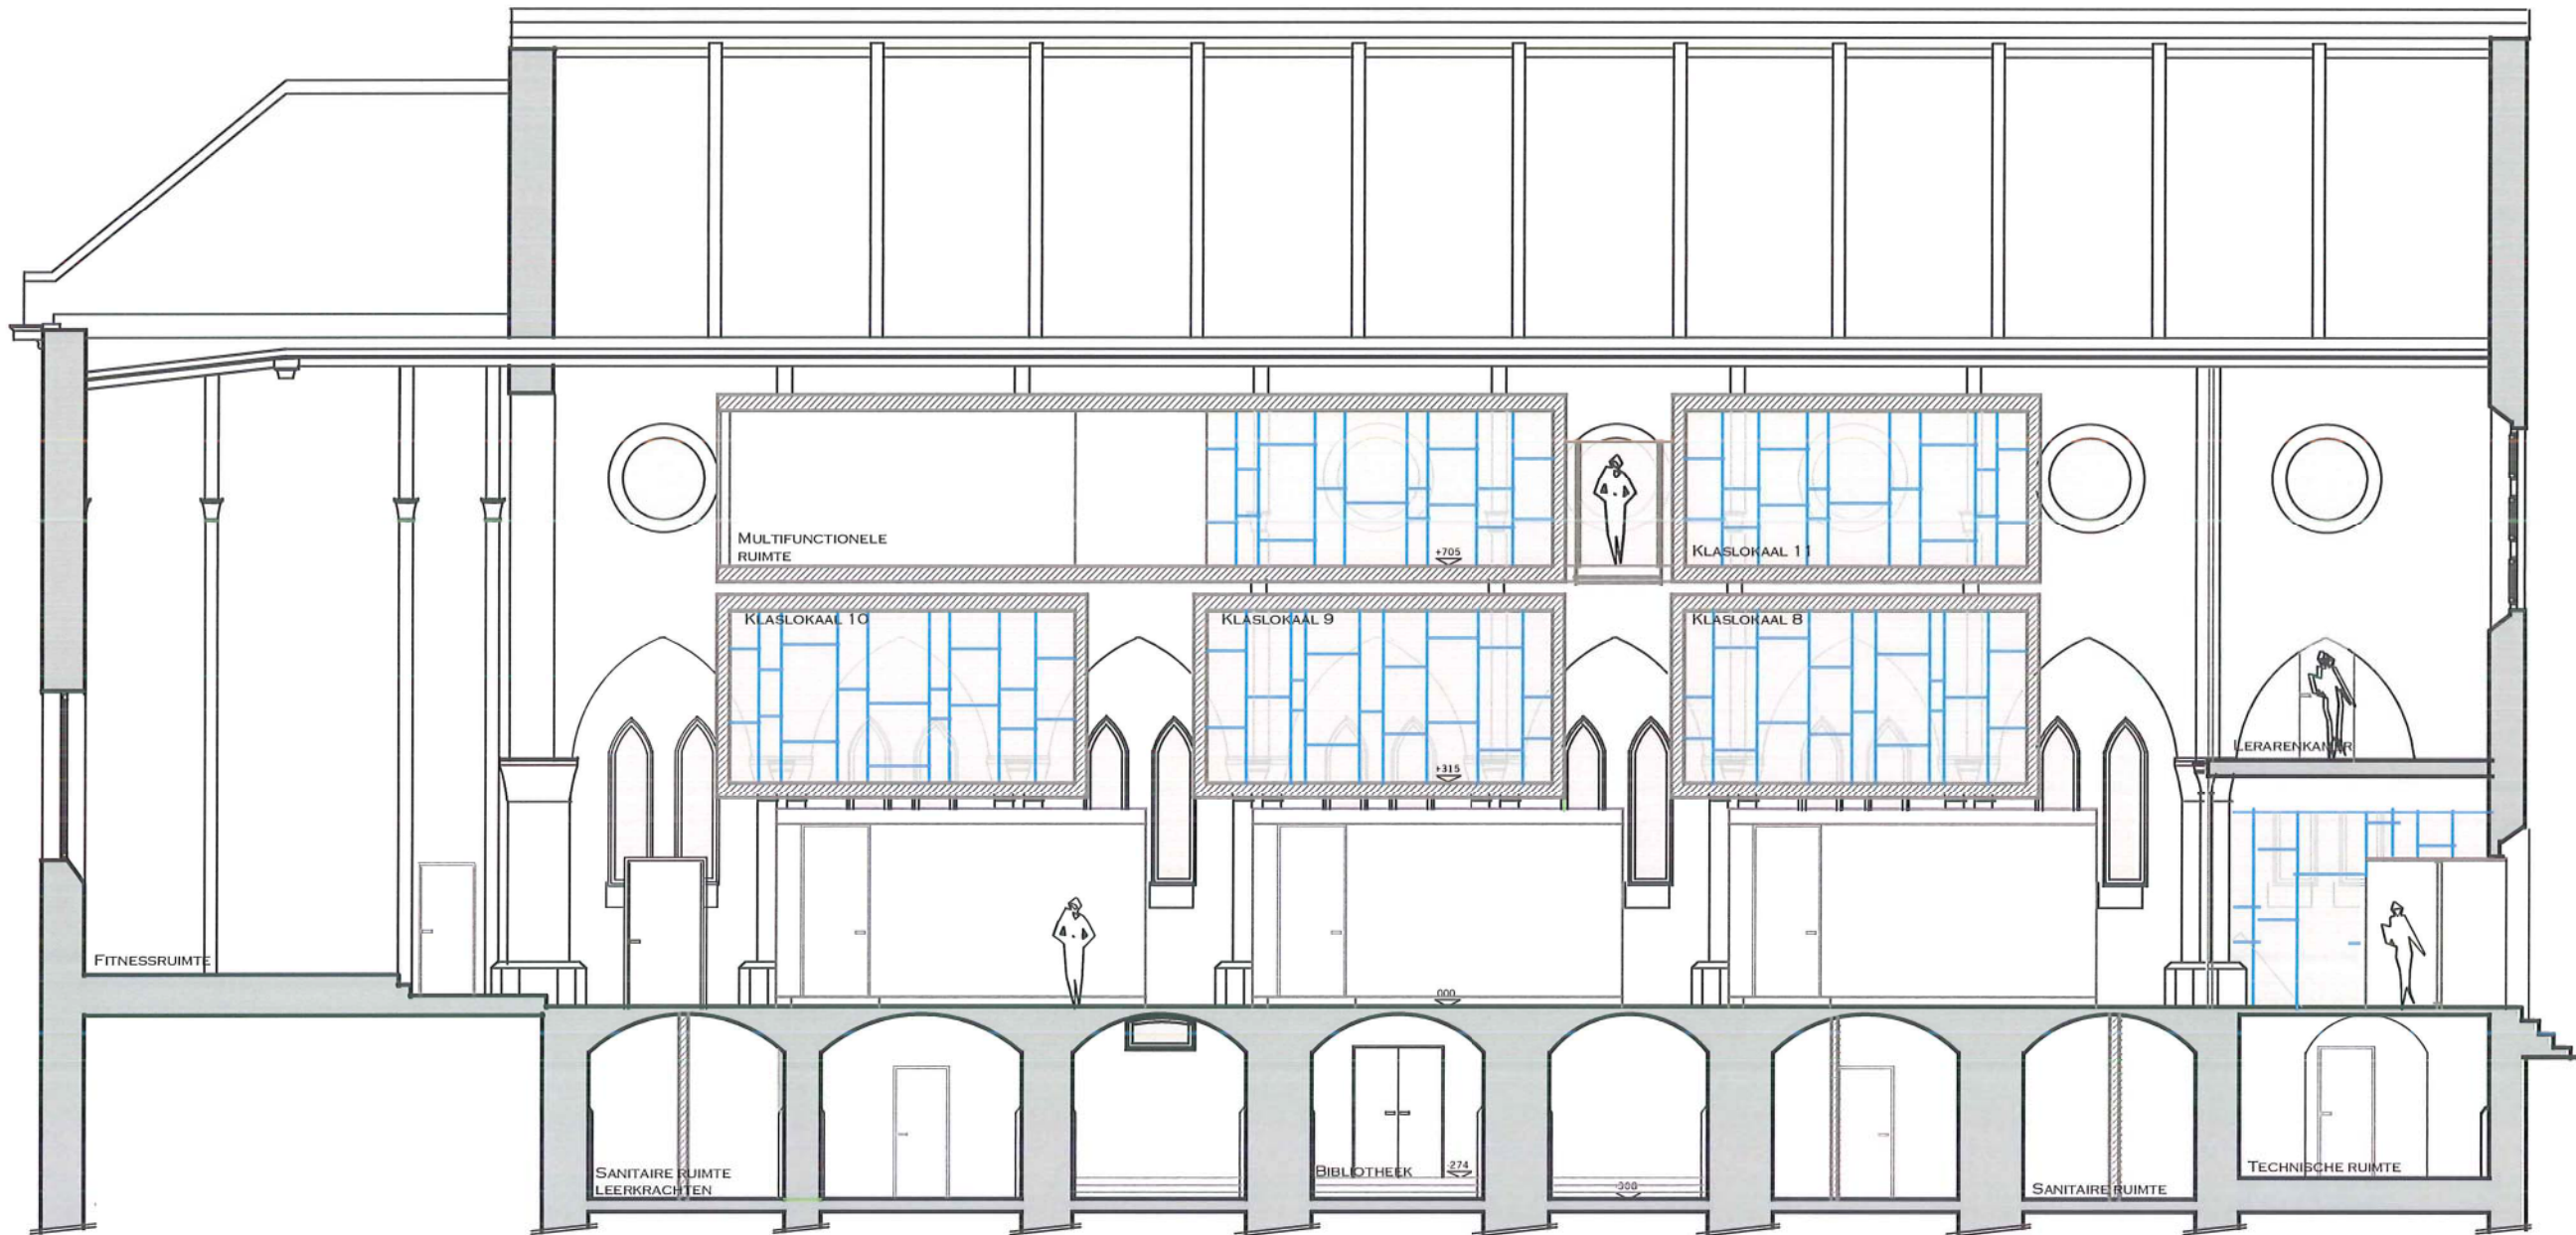 MULTIFUNCTIONELE
RUIMTE
+705
KLASLOKAAL 11
KLASLOKAAL 10
KLASLOKAAL 9
KLASLOKAAL 8
+315
LERARENKAMER
FITNESSRUIMTE
000
SANITAIRE RUIMTE
LEERKRACHTEN
BIBLIOTHEEK
-274
-300
SANITAIRE RUIMTE
TECHNISCHE RUIMTE